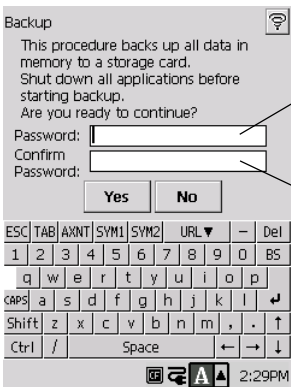 Backup
This procedure backs up all data in
memory to a storage card.
Shut down all applications before
starting backup.
Are you ready to continue?
Password:
Confirm
Password:
Yes No
ESC TAB AXNT SYM1 SYM2 URL▼ - Del
1 2 3 4 5 6 7 8 9 0 BS
q w e r t y u i o p
CAPS a s d f g h j k l ↵
Shift z x c v b n m , . ↑
Ctrl / Space ← → ↓
CF A ▲ 2:29PM